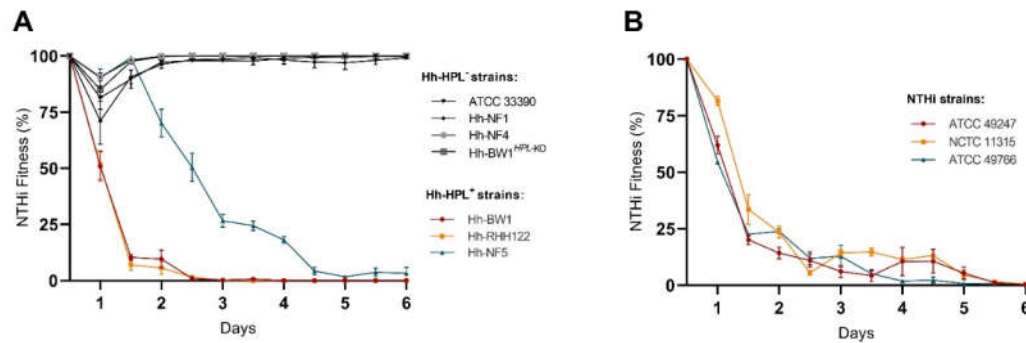 A
NTHi Fitness (%)
100
75
50
25
0
1 2 3 4 5 6
Days
Hh-HPL⁻ strains:
ATCC 33390
Hh-NF1
Hh-NF4
Hh-BW1ᴴᴾᴸ⁻ᴷᴼ
Hh-HPL⁺ strains:
Hh-BW1
Hh-RHH122
Hh-NF5
B
NTHi Fitness (%)
100
75
50
25
0
1 2 3 4 5 6
Days
NTHi strains:
ATCC 49247
NCTC 11315
ATCC 49766